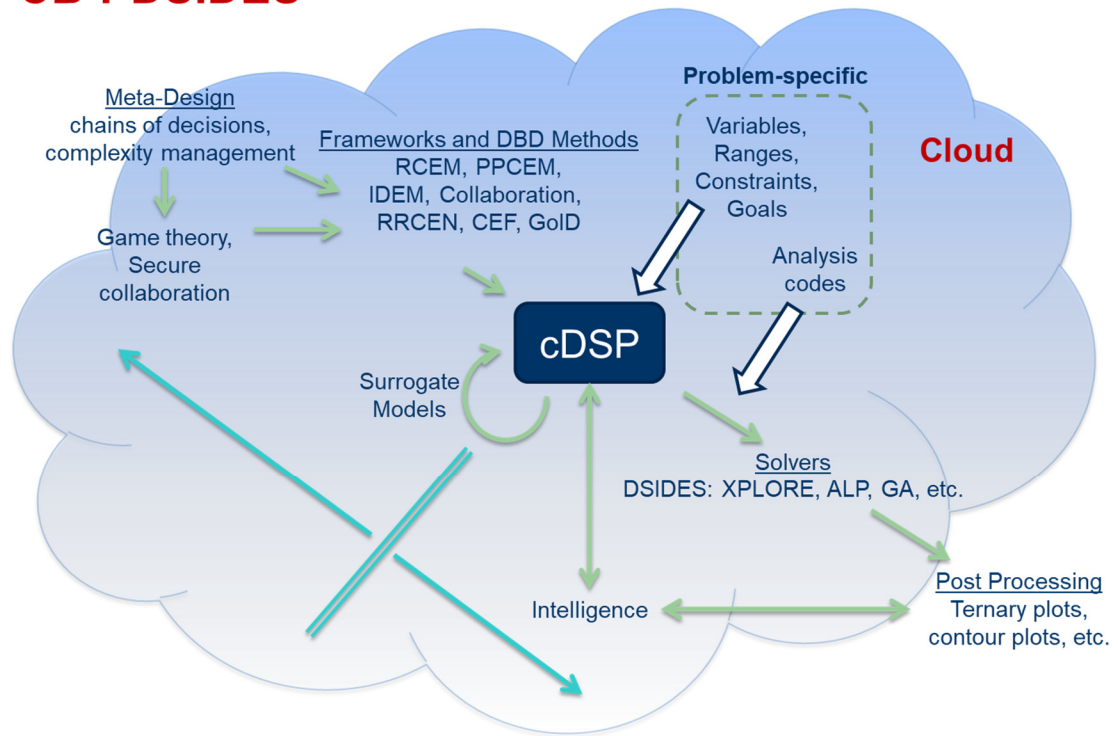 Problem-specific
Meta-Design
chains of decisions,
complexity management
Frameworks and DBD Methods
RCEM, PPCEM,
IDEM, Collaboration,
RRCEN, CEF, GoID
Variables,
Ranges,
Constraints,
Goals
Cloud
Game theory,
Secure
collaboration
Analysis
codes
cDSP
Surrogate
Models
Solvers
DSIDES: XPLORE, ALP, GA, etc.
Intelligence
Post Processing
Ternary plots,
contour plots, etc.